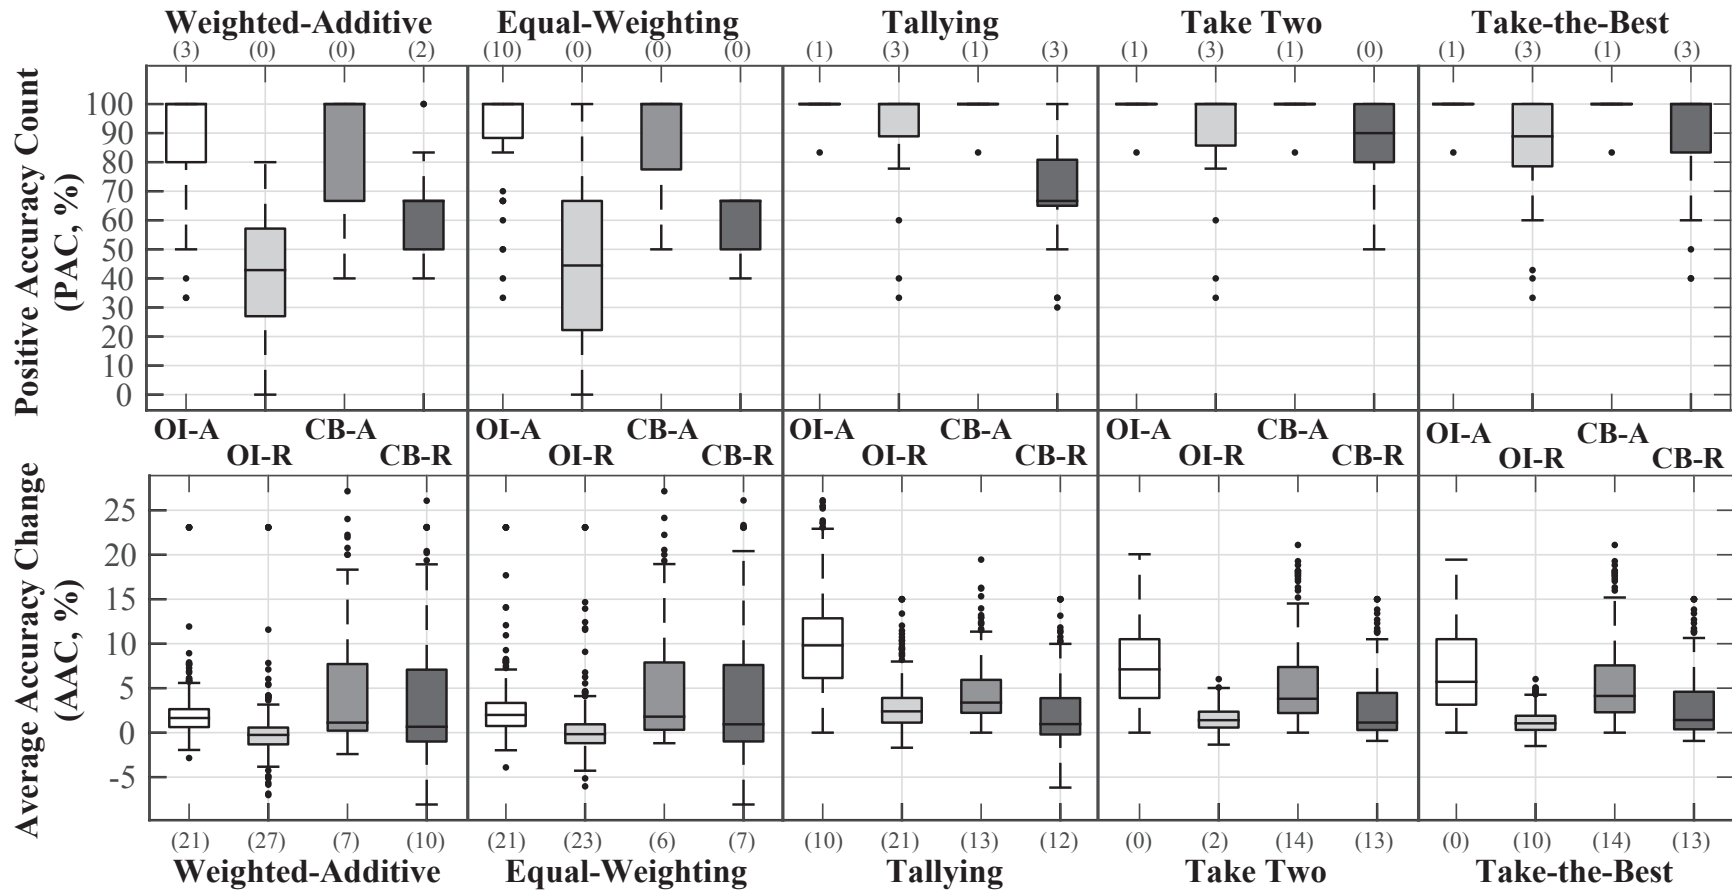 Weighted-Additive Equal-Weighting Tallying Take Two Take-the-Best
(3) (0) (0) (2) (10) (0) (0) (0) (1) (3) (1) (3) (1) (3) (1) (0) (1) (3) (1) (3)
Positive Accuracy Count
(PAC, %)
100
90
80
70
60
50
40
30
20
10
0
OI-A CB-A OI-A CB-A OI-A CB-A OI-A CB-A OI-A CB-A
OI-R CB-R OI-R CB-R OI-R CB-R OI-R CB-R OI-R CB-R
Average Accuracy Change
(AAC, %)
25
20
15
10
5
0
-5
(21) (27) (7) (10) (21) (23) (6) (7) (10) (21) (13) (12) (0) (2) (14) (13) (0) (10) (14) (13)
Weighted-Additive Equal-Weighting Tallying Take Two Take-the-Best